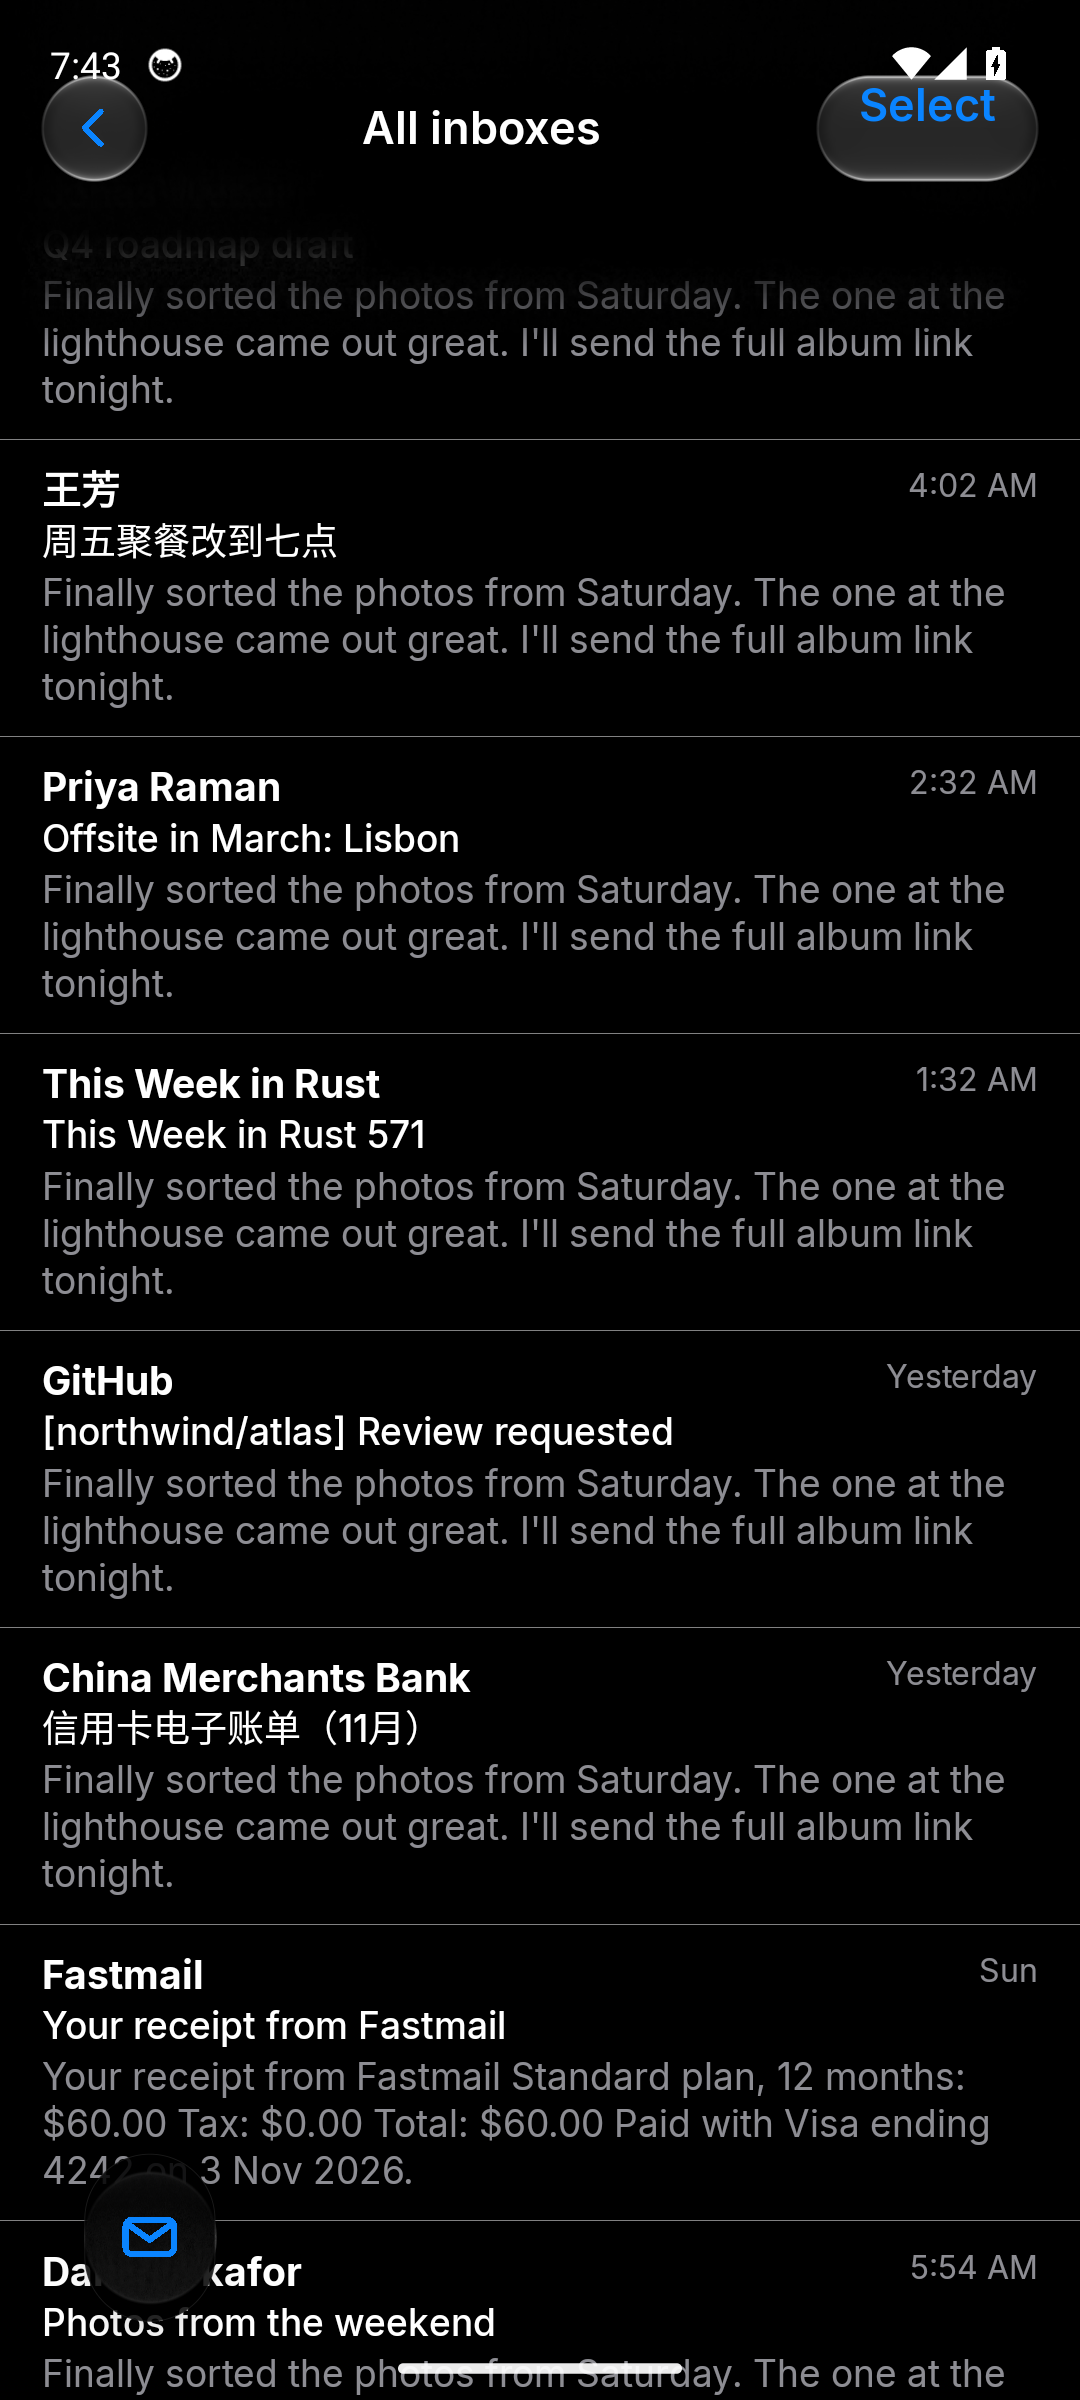 7:43
All inboxes
Select
Q4 roadmap draft
Finally sorted the photos from Saturday. The one at the
lighthouse came out great. I'll send the full album link
tonight.
王芳
4:02 AM
周五聚餐改到七点
Finally sorted the photos from Saturday. The one at the
lighthouse came out great. I'll send the full album link
tonight.
Priya Raman
2:32 AM
Offsite in March: Lisbon
Finally sorted the photos from Saturday. The one at the
lighthouse came out great. I'll send the full album link
tonight.
This Week in Rust
1:32 AM
This Week in Rust 571
Finally sorted the photos from Saturday. The one at the
lighthouse came out great. I'll send the full album link
tonight.
GitHub
Yesterday
[northwind/atlas] Review requested
Finally sorted the photos from Saturday. The one at the
lighthouse came out great. I'll send the full album link
tonight.
China Merchants Bank
Yesterday
信用卡电子账单（11月）
Finally sorted the photos from Saturday. The one at the
lighthouse came out great. I'll send the full album link
tonight.
Fastmail
Sun
Your receipt from Fastmail
Your receipt from Fastmail Standard plan, 12 months:
$60.00 Tax: $0.00 Total: $60.00 Paid with Visa ending
4242 on 3 Nov 2026.
5:54 AM
Photos from the weekend
Finally sorted the photos from Saturday. The one at the